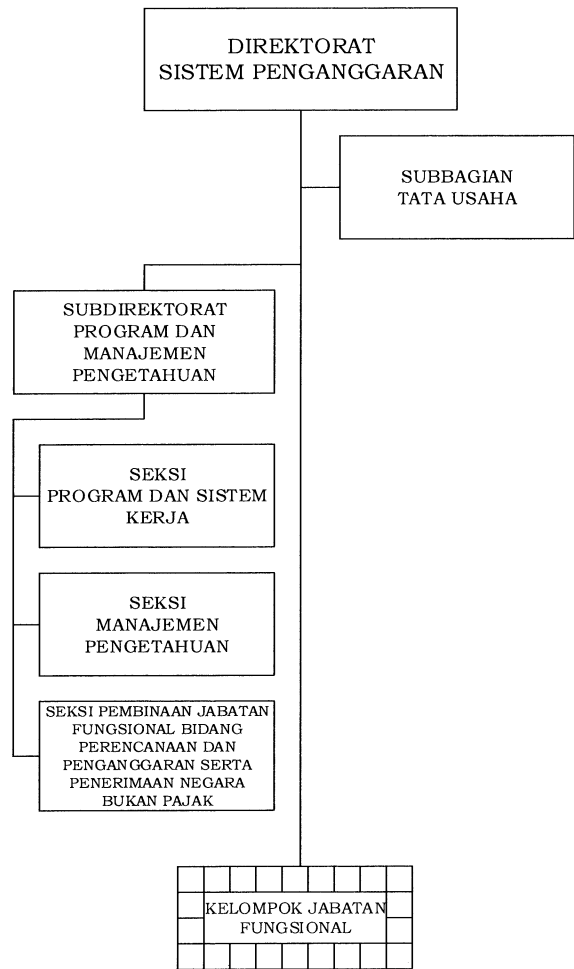 DIREKTORAT
SISTEM PENGANGGARAN
SUBBAGIAN
TATA USAHA
SUBDIREKTORAT
PROGRAM DAN
MANAJEMEN
PENGETAHUAN
SEKSI
PROGRAM DAN SISTEM
KERJA
SEKSI
MANAJEMEN
PENGETAHUAN
SEKSI PEMBINAAN JABATAN
FUNGSIONAL BIDANG
PERENCANAAN DAN
PENGANGGARAN SERTA
PENERIMAAN NEGARA
BUKAN PAJAK
KELOMPOK JABATAN
FUNGSIONAL